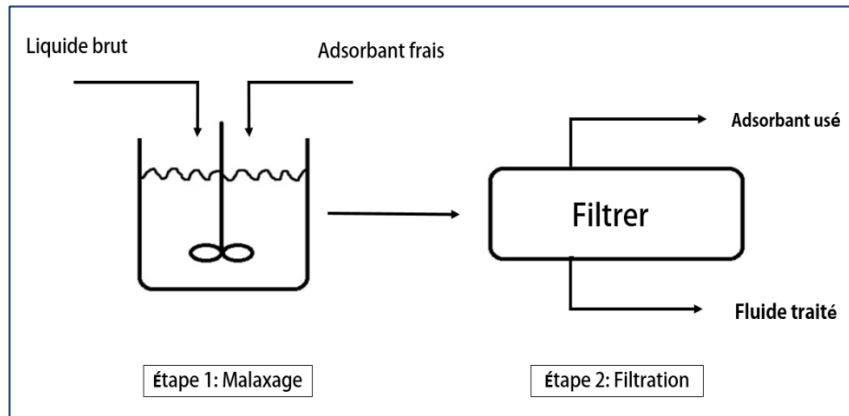 Liquide brut
Adsorbant frais
Adsorbant usé
Filtrer
Fluide traité
Étape 1: Malaxage
Étape 2: Filtration